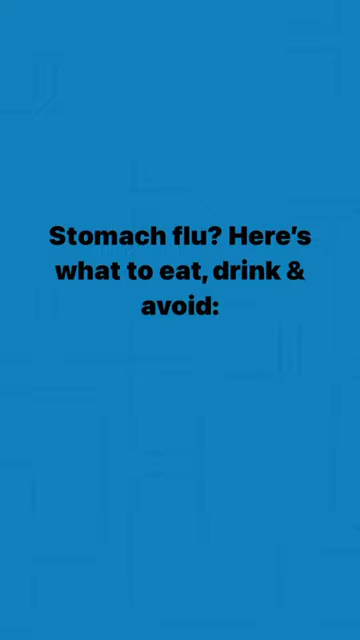 Stomach flu? Here’s
what to eat, drink &
avoid: